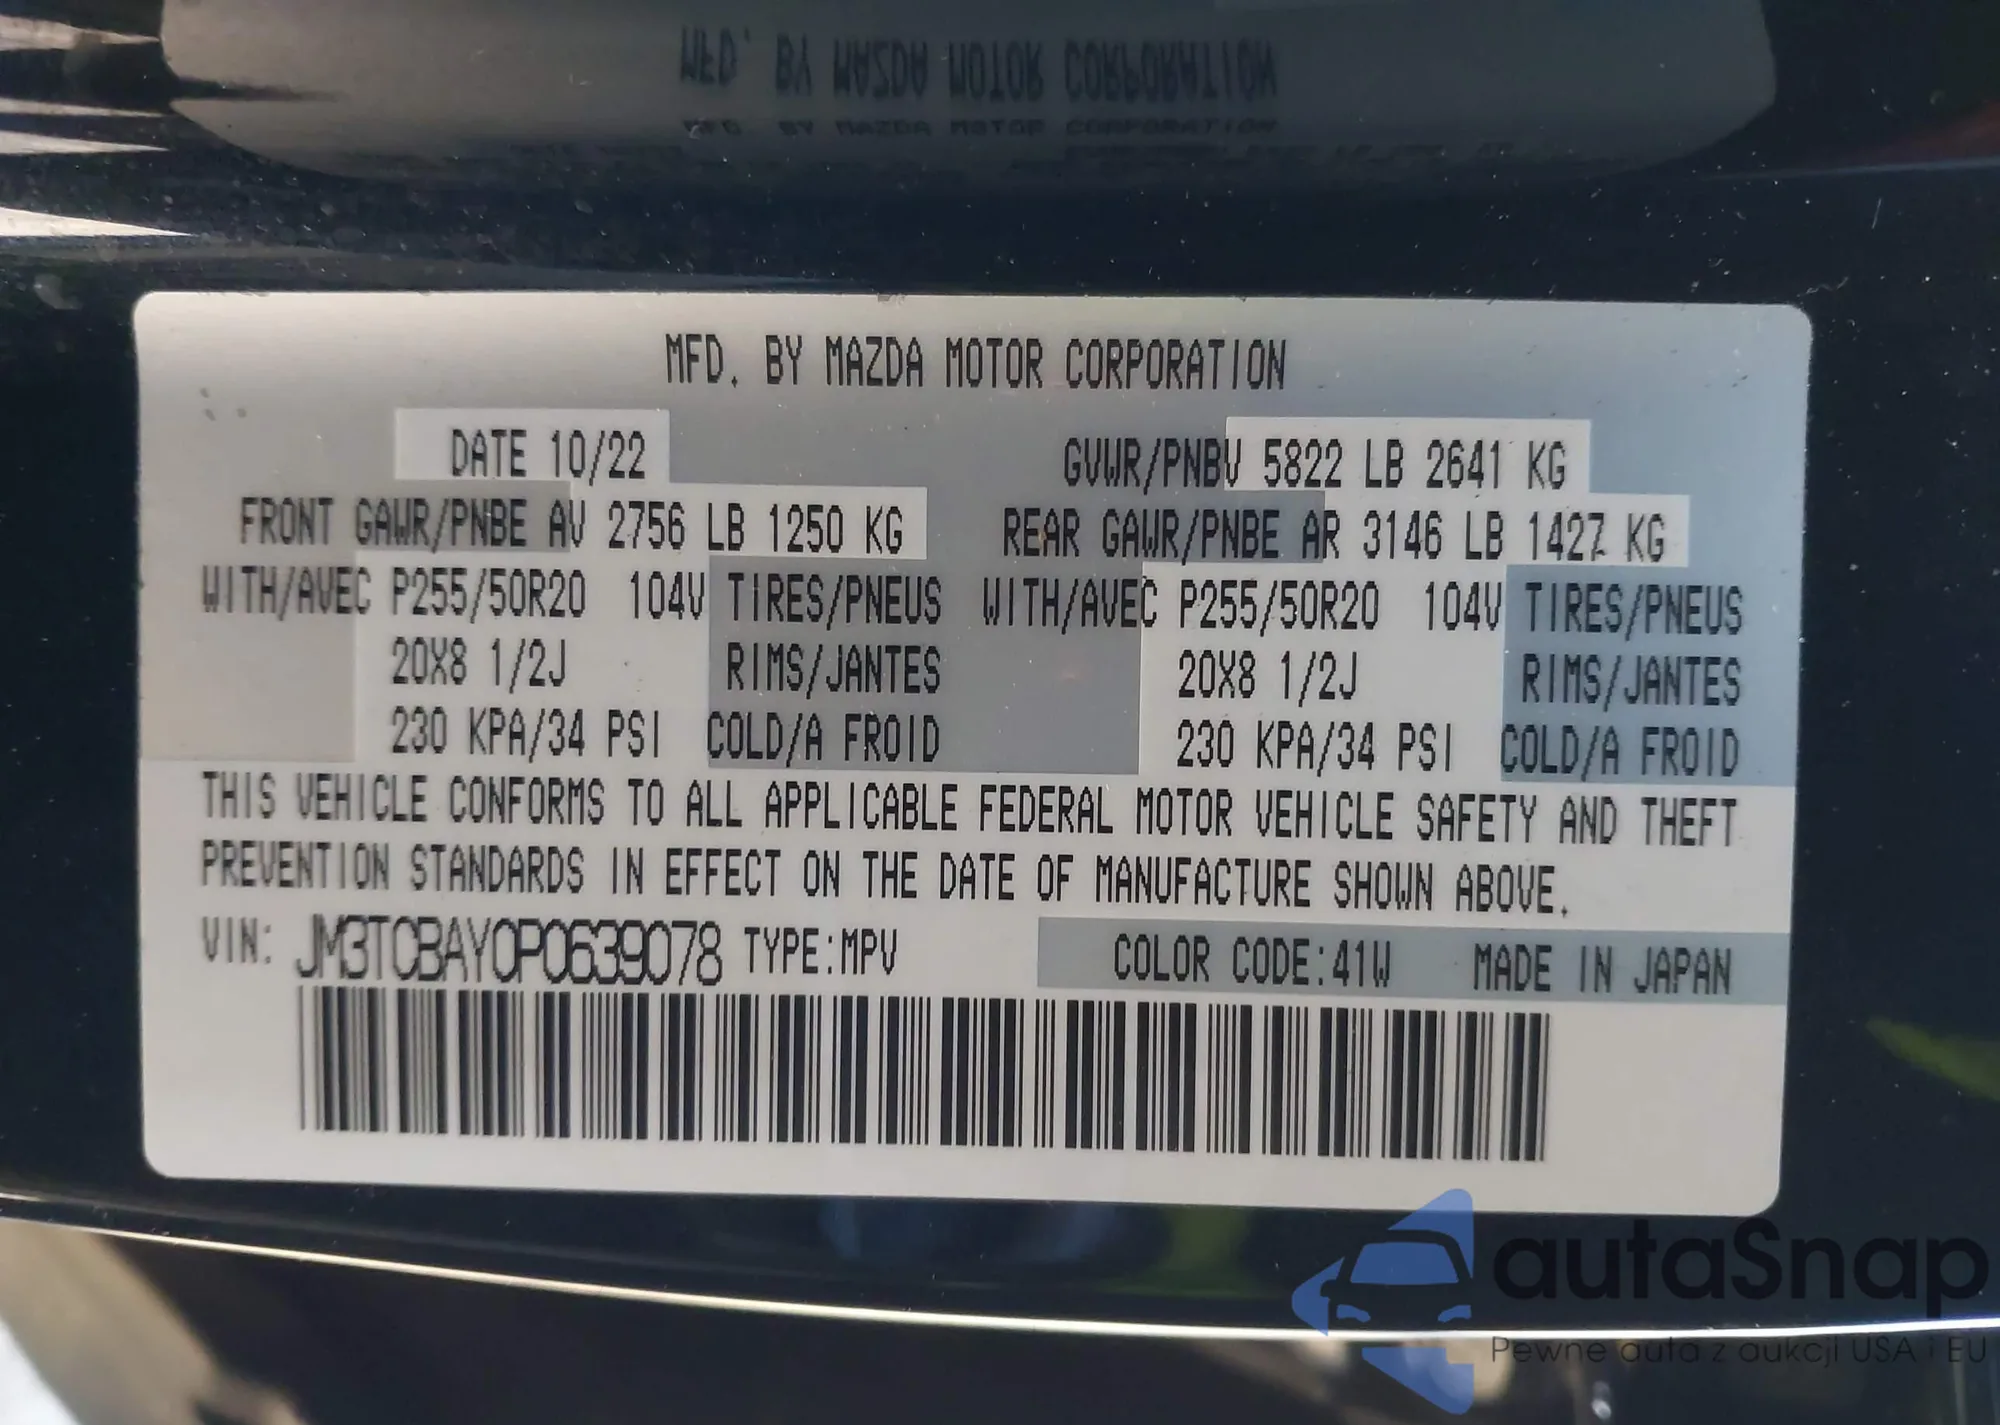 MFD. BY MAZDA MOTOR CORPORATION
MFD. BY MAZDA MOTOR CORPORATION
DATE 10/22 GVWR/PNBV 5822 LB 2641 KG
FRONT GAWR/PNBE AV 2756 LB 1250 KG REAR GAWR/PNBE AR 3146 LB 1427 KG
WITH/AVEC P255/50R20 104V TIRES/PNEUS WITH/AVEC P255/50R20 104V TIRES/PNEUS
20X8 1/2J RIMS/JANTES 20X8 1/2J RIMS/JANTES
230 KPA/34 PSI COLD/A FROID 230 KPA/34 PSI COLD/A FROID
THIS VEHICLE CONFORMS TO ALL APPLICABLE FEDERAL MOTOR VEHICLE SAFETY AND THEFT
PREVENTION STANDARDS IN EFFECT ON THE DATE OF MANUFACTURE SHOWN ABOVE.
VIN: JM3TCBAY0P0639078 TYPE:MPV COLOR CODE:41W MADE IN JAPAN
autaSnap
Pewne auta z aukcji USA i EU